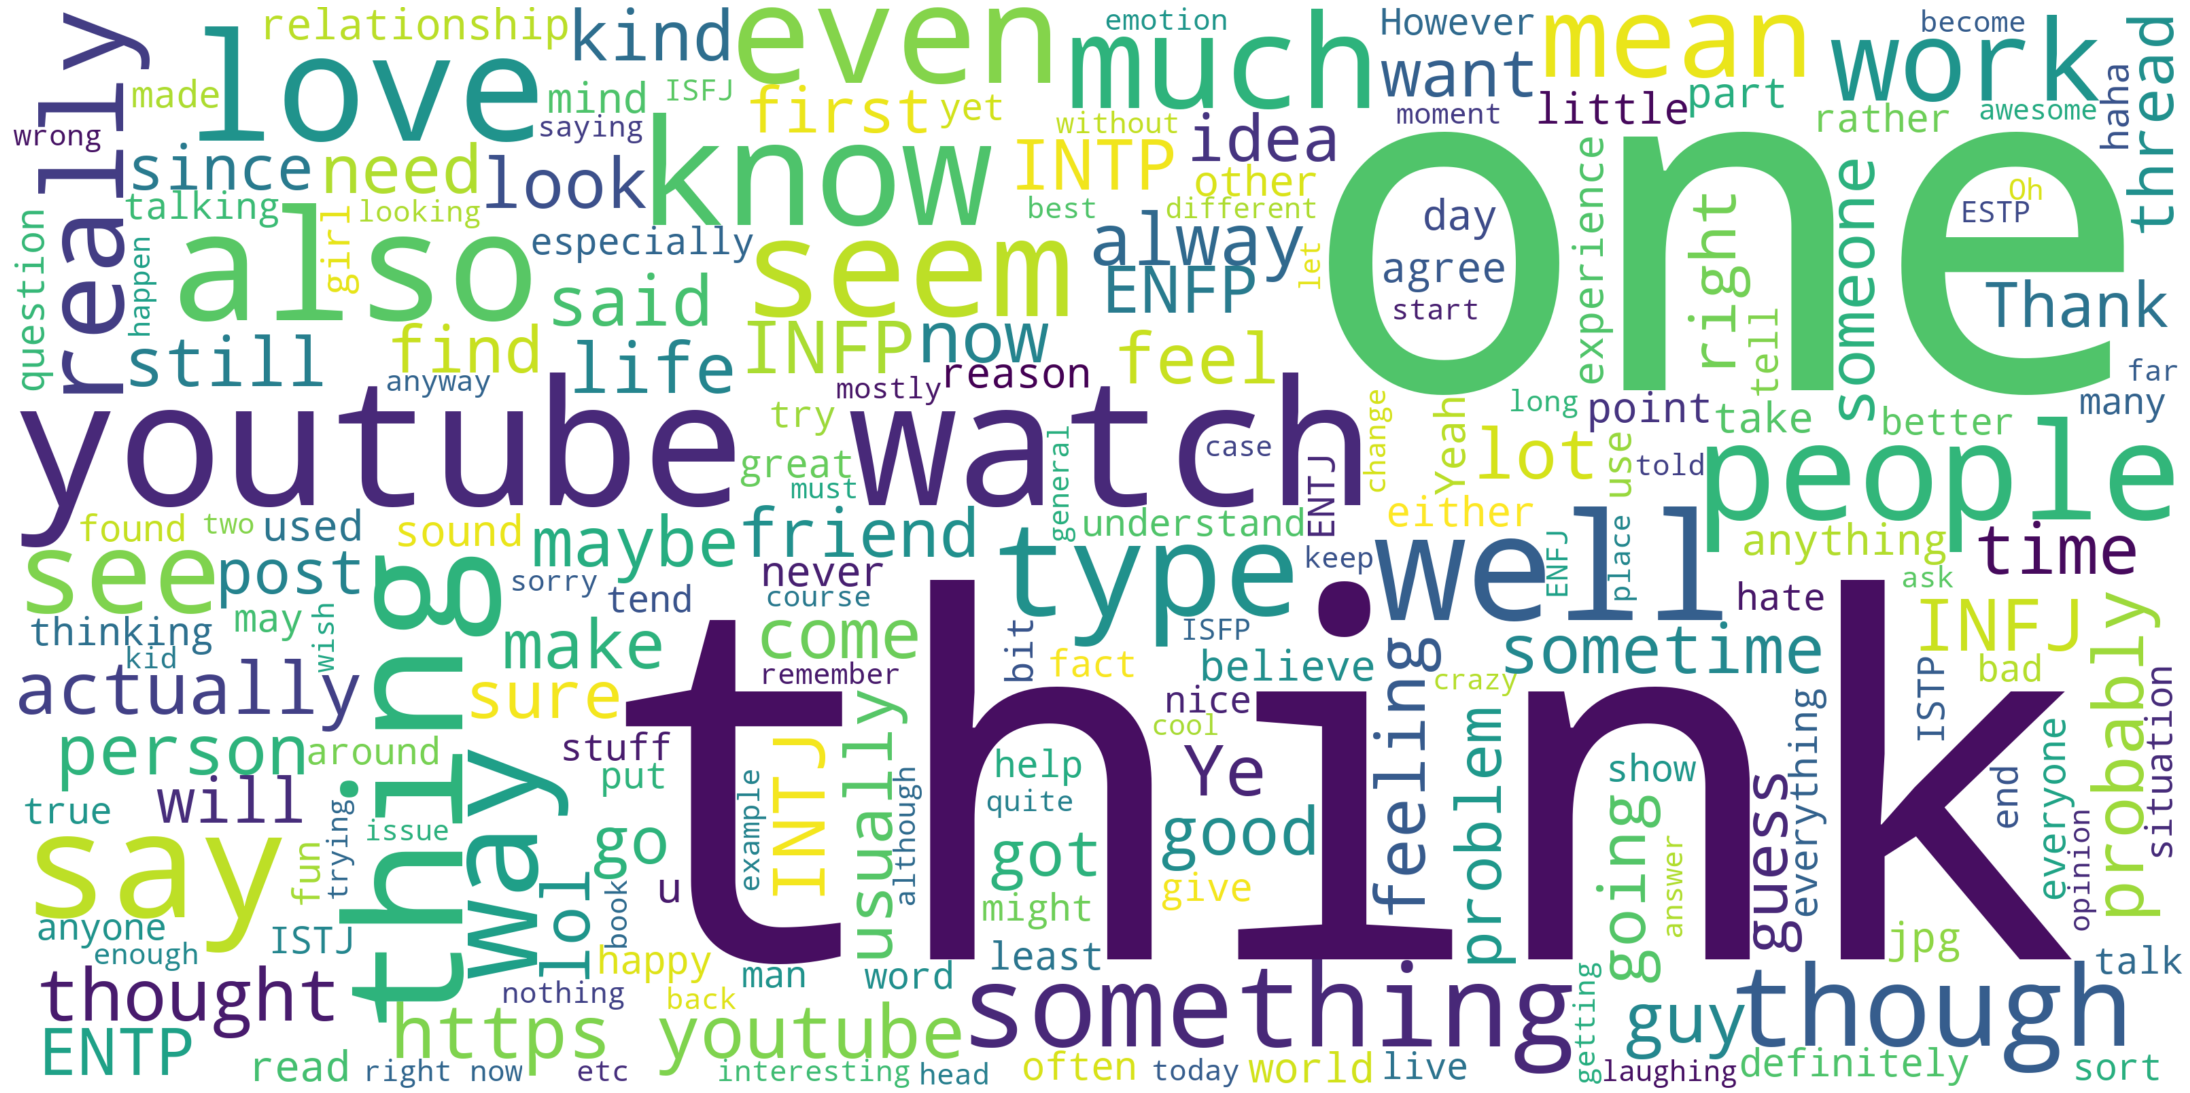 relationship
kind
even
emotion
much
However
mean
work
become
thread
really
made
love
mind
ISFJ
first
yet
want
moment
little
part
rather
awesome
haha
wrong
saying
without
idea
one
since
need
look
know
INTP
other
experience
right
someone
day
ESTP
Oh
talking
looking
girl
best
different
question
happen
also
especially
seem
alway
let
agree
Thank
said
ENFP
start
tell
still
find
life
INFP
now
feel
anyway
mostly
reason
far
youtube
watch
try
long
point
take
better
many
change
Yeah
great
general
case
lot
use
told
people
must
ENTJ
either
found
two
used
sound
maybe
friend
understand
type
well
anything
time
see
post
sorry
never
keep
ENFJ
place
ask
thing
course
tend
hate
thinking
may
wish
make
come
ISFP
sometime
INFJ
probably
kid
bit
fact
believe
feeling
bad
actually
sure
remember
think
crazy
ISTP
situation
nice
problem
everything
person
around
stuff
usually
cool
way
put
INTJ
help
Ye
show
guess
end
everyone
true
will
example
although
quite
going
opinion
say
fun
trying
issue
go
good
got
answer
lol
book
u
give
might
anyone
jpg
enough
ISTJ
happy
man
word
least
talk
thought
nothing
back
something
getting
though
ENTP
https
youtube
guy
read
right now
etc
interesting
head
often
today
world
live
laughing
definitely
sort